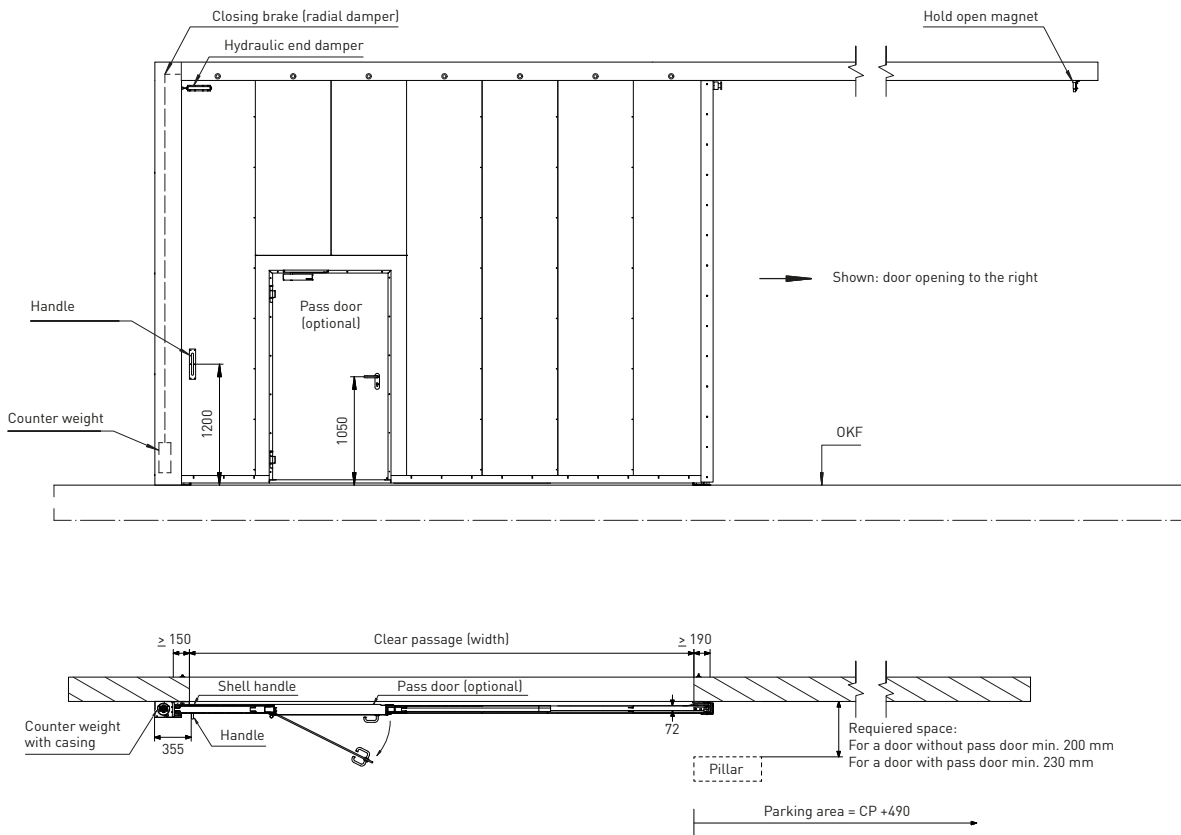 Closing brake (radial damper)
Hydraulic end damper
Hold open magnet
Shown: door opening to the right
Pass door
(optional)
Handle
1200
1050
Counter weight
OKF
≥ 150
Clear passage (width)
≥ 190
Shell handle
Pass door (optional)
Counter weight
with casing
355
Handle
72
Requiered space:
For a door without pass door min. 200 mm
For a door with pass door min. 230 mm
Pillar
Parking area = CP +490